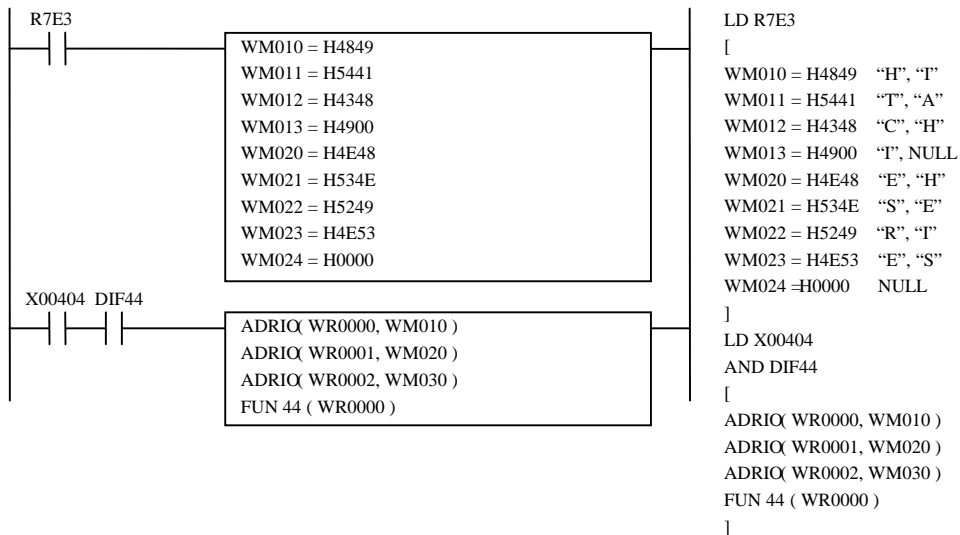 R7E3
WM010 = H4849
WM011 = H5441
WM012 = H4348
WM013 = H4900
WM020 = H4E48
WM021 = H534E
WM022 = H5249
WM023 = H4E53
WM024 = H0000
X00404 DIF44
ADRIO( WR0000, WM010 )
ADRIO( WR0001, WM020 )
ADRIO( WR0002, WM030 )
FUN 44 ( WR0000 )
LD R7E3
[
WM010 = H4849 “H”, “I”
WM011 = H5441 “T”, “A”
WM012 = H4348 “C”, “H”
WM013 = H4900 “I”, NULL
WM020 = H4E48 “E”, “H”
WM021 = H534E “S”, “E”
WM022 = H5249 “R”, “I”
WM023 = H4E53 “E”, “S”
WM024 =H0000 NULL
]
LD X00404
AND DIF44
[
ADRIO( WR0000, WM010 )
ADRIO( WR0001, WM020 )
ADRIO( WR0002, WM030 )
FUN 44 ( WR0000 )
]